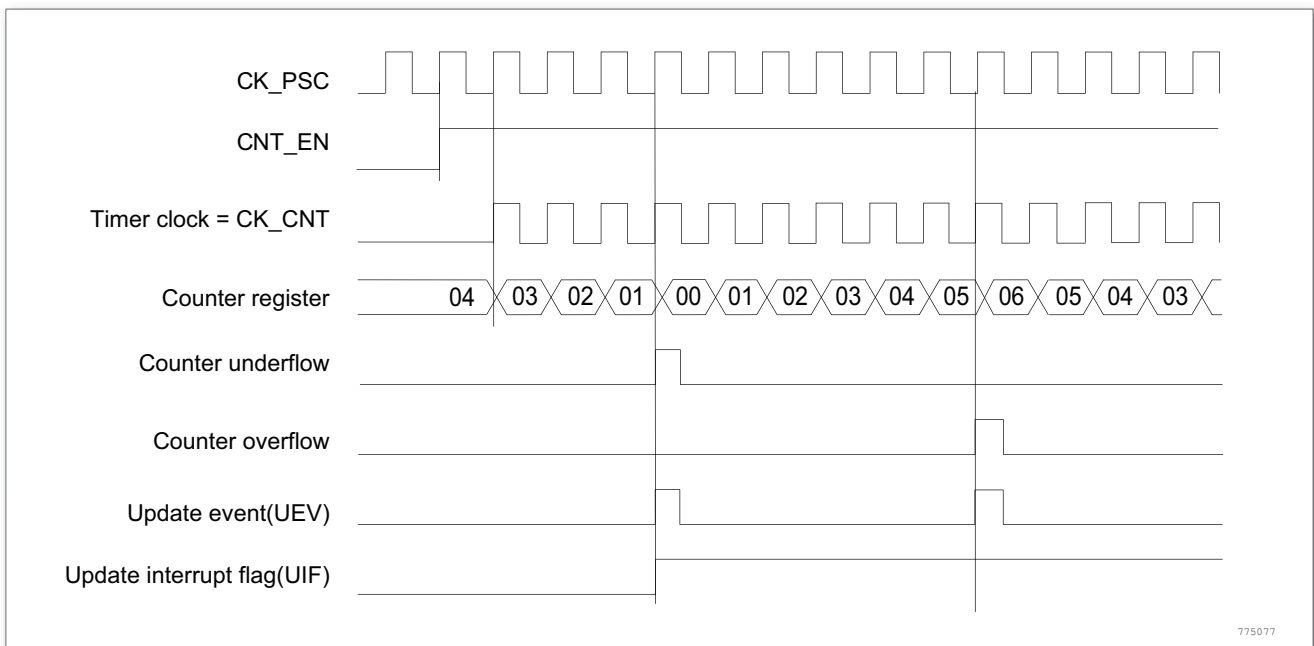 CK_PSC
CNT_EN
Timer clock = CK_CNT
Counter register 04 03 02 01 00 01 02 03 04 05 06 05 04 03
Counter underflow
Counter overflow
Update event(UEV)
Update interrupt flag(UIF)
775077